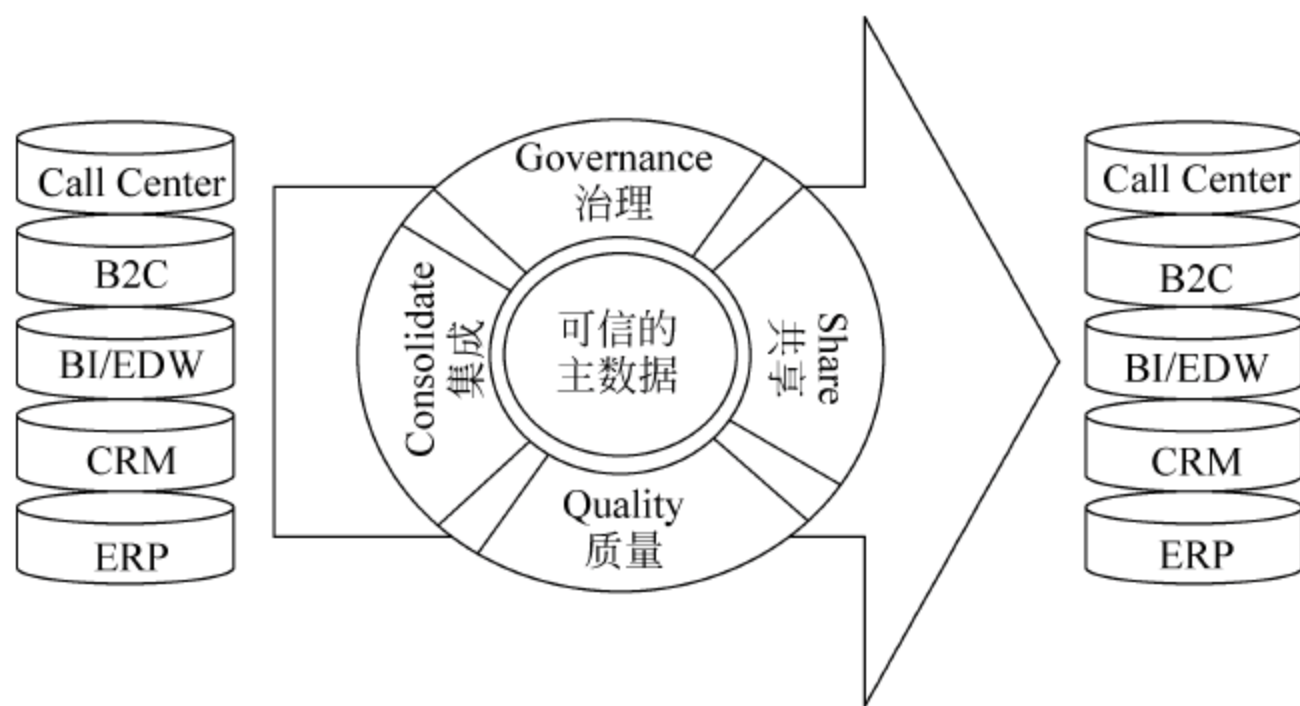 Call Center
B2C
BI/EDW
CRM
ERP
Governance
治理
Consolidate
集成
可信的
主数据
Share
共享
Quality
质量
Call Center
B2C
BI/EDW
CRM
ERP